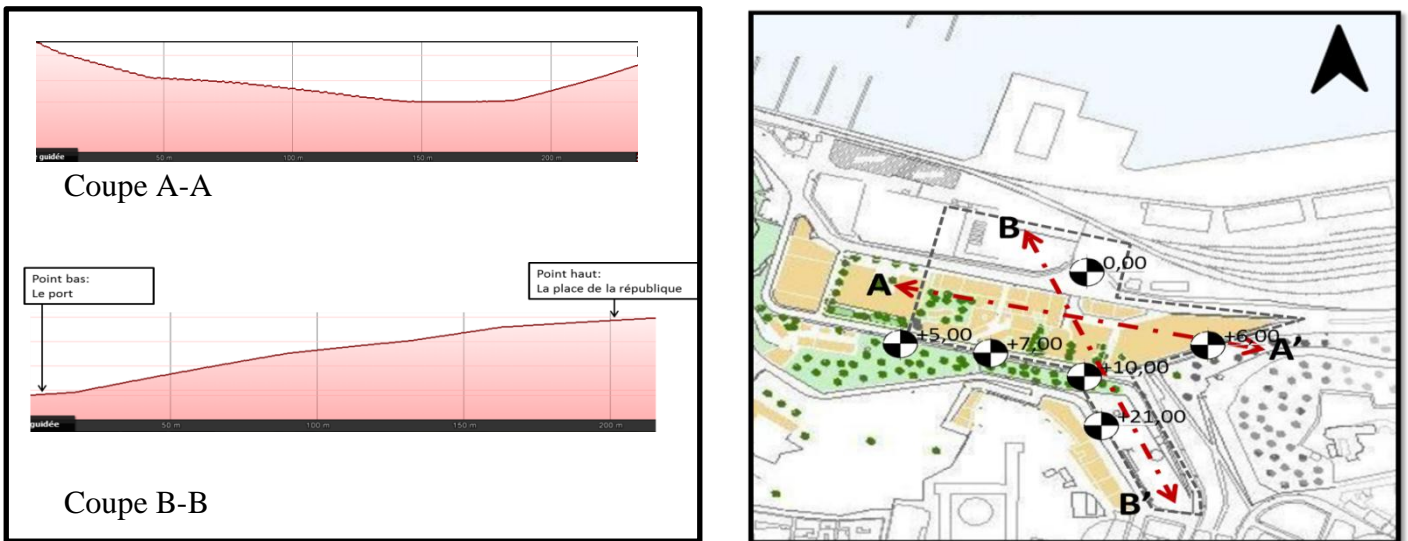 r guidée
50 m
100 m
150 m
200 m
Coupe A-A
Point bas:
Le port
Point haut:
La place de la république
guidée
50 m
100 m
150 m
200 m
Coupe B-B
B
0,00
A
+5,00
+7,00
+6,00
A'
+10,00
+21,00
B'